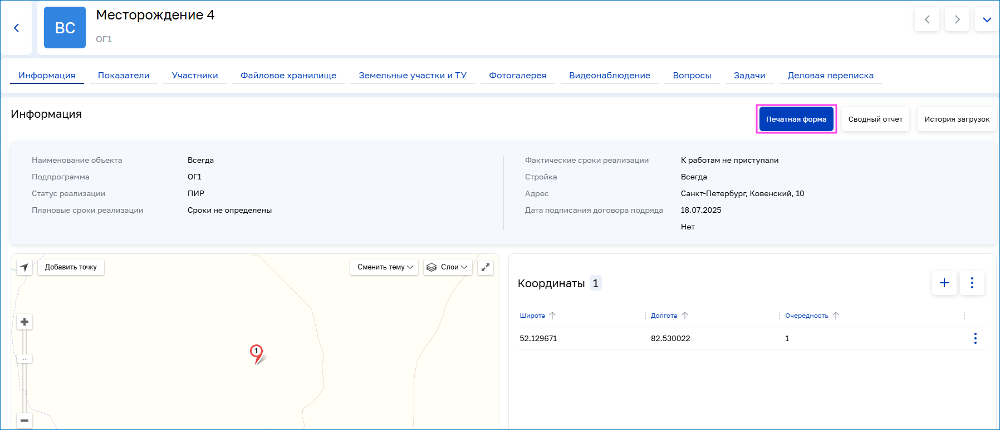 ВС
Месторождение 4
ОГ1
Информация Показатели Участники Файловое хранилище Земельные участки и ТУ Фотогалерея Видеонаблюдение Вопросы Задачи Деловая переписка
Информация
Печатная форма Сводный отчет История загрузок
Наименование объекта Всегда
Подпрограмма ОГ1
Статус реализации ПИР
Плановые сроки реализации Сроки не определены
Фактические сроки реализации К работам не приступали
Стройка Всегда
Адрес Санкт-Петербург, Ковенский, 10
Дата подписания договора подряда 18.07.2025
Нет
Добавить точку Сменить тему Слои
1
Координаты 1
Широта Долгота Очередность
52.129671 82.530022 1